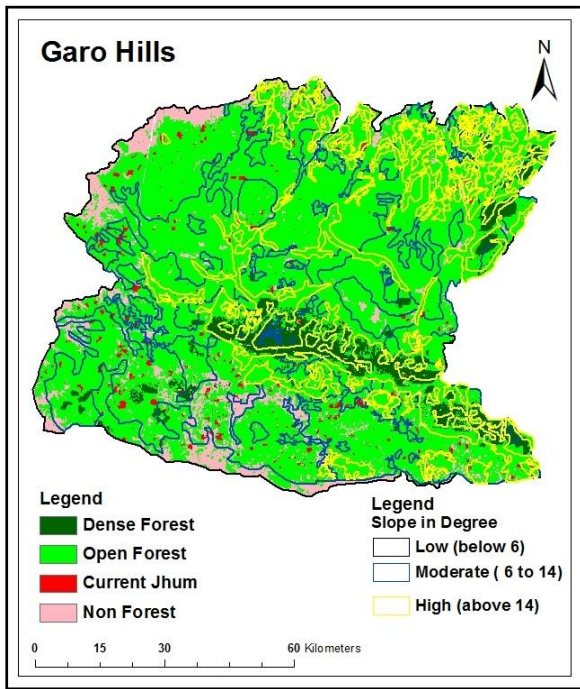 Garo Hills
N
Legend
Dense Forest
Open Forest
Current Jhum
Non Forest
Legend
Slope in Degree
Low (below 6)
Moderate ( 6 to 14)
High (above 14)
0 15 30 60 Kilometers